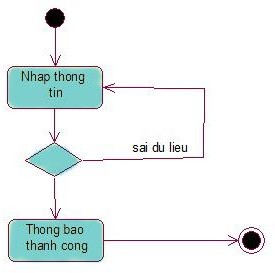 Nhap thong
tin
sai du lieu
Thong bao
thanh cong